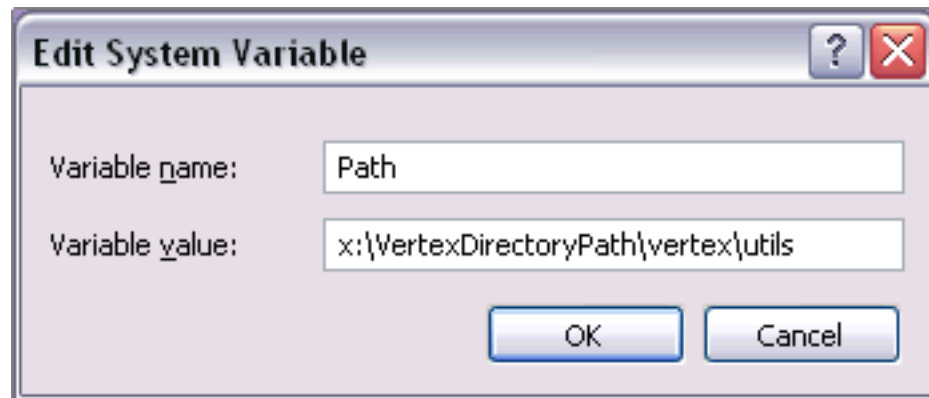 Edit System Variable ?
Variable name: Path
Variable value: x:\VertexDirectoryPath\vertex\utils
OK Cancel